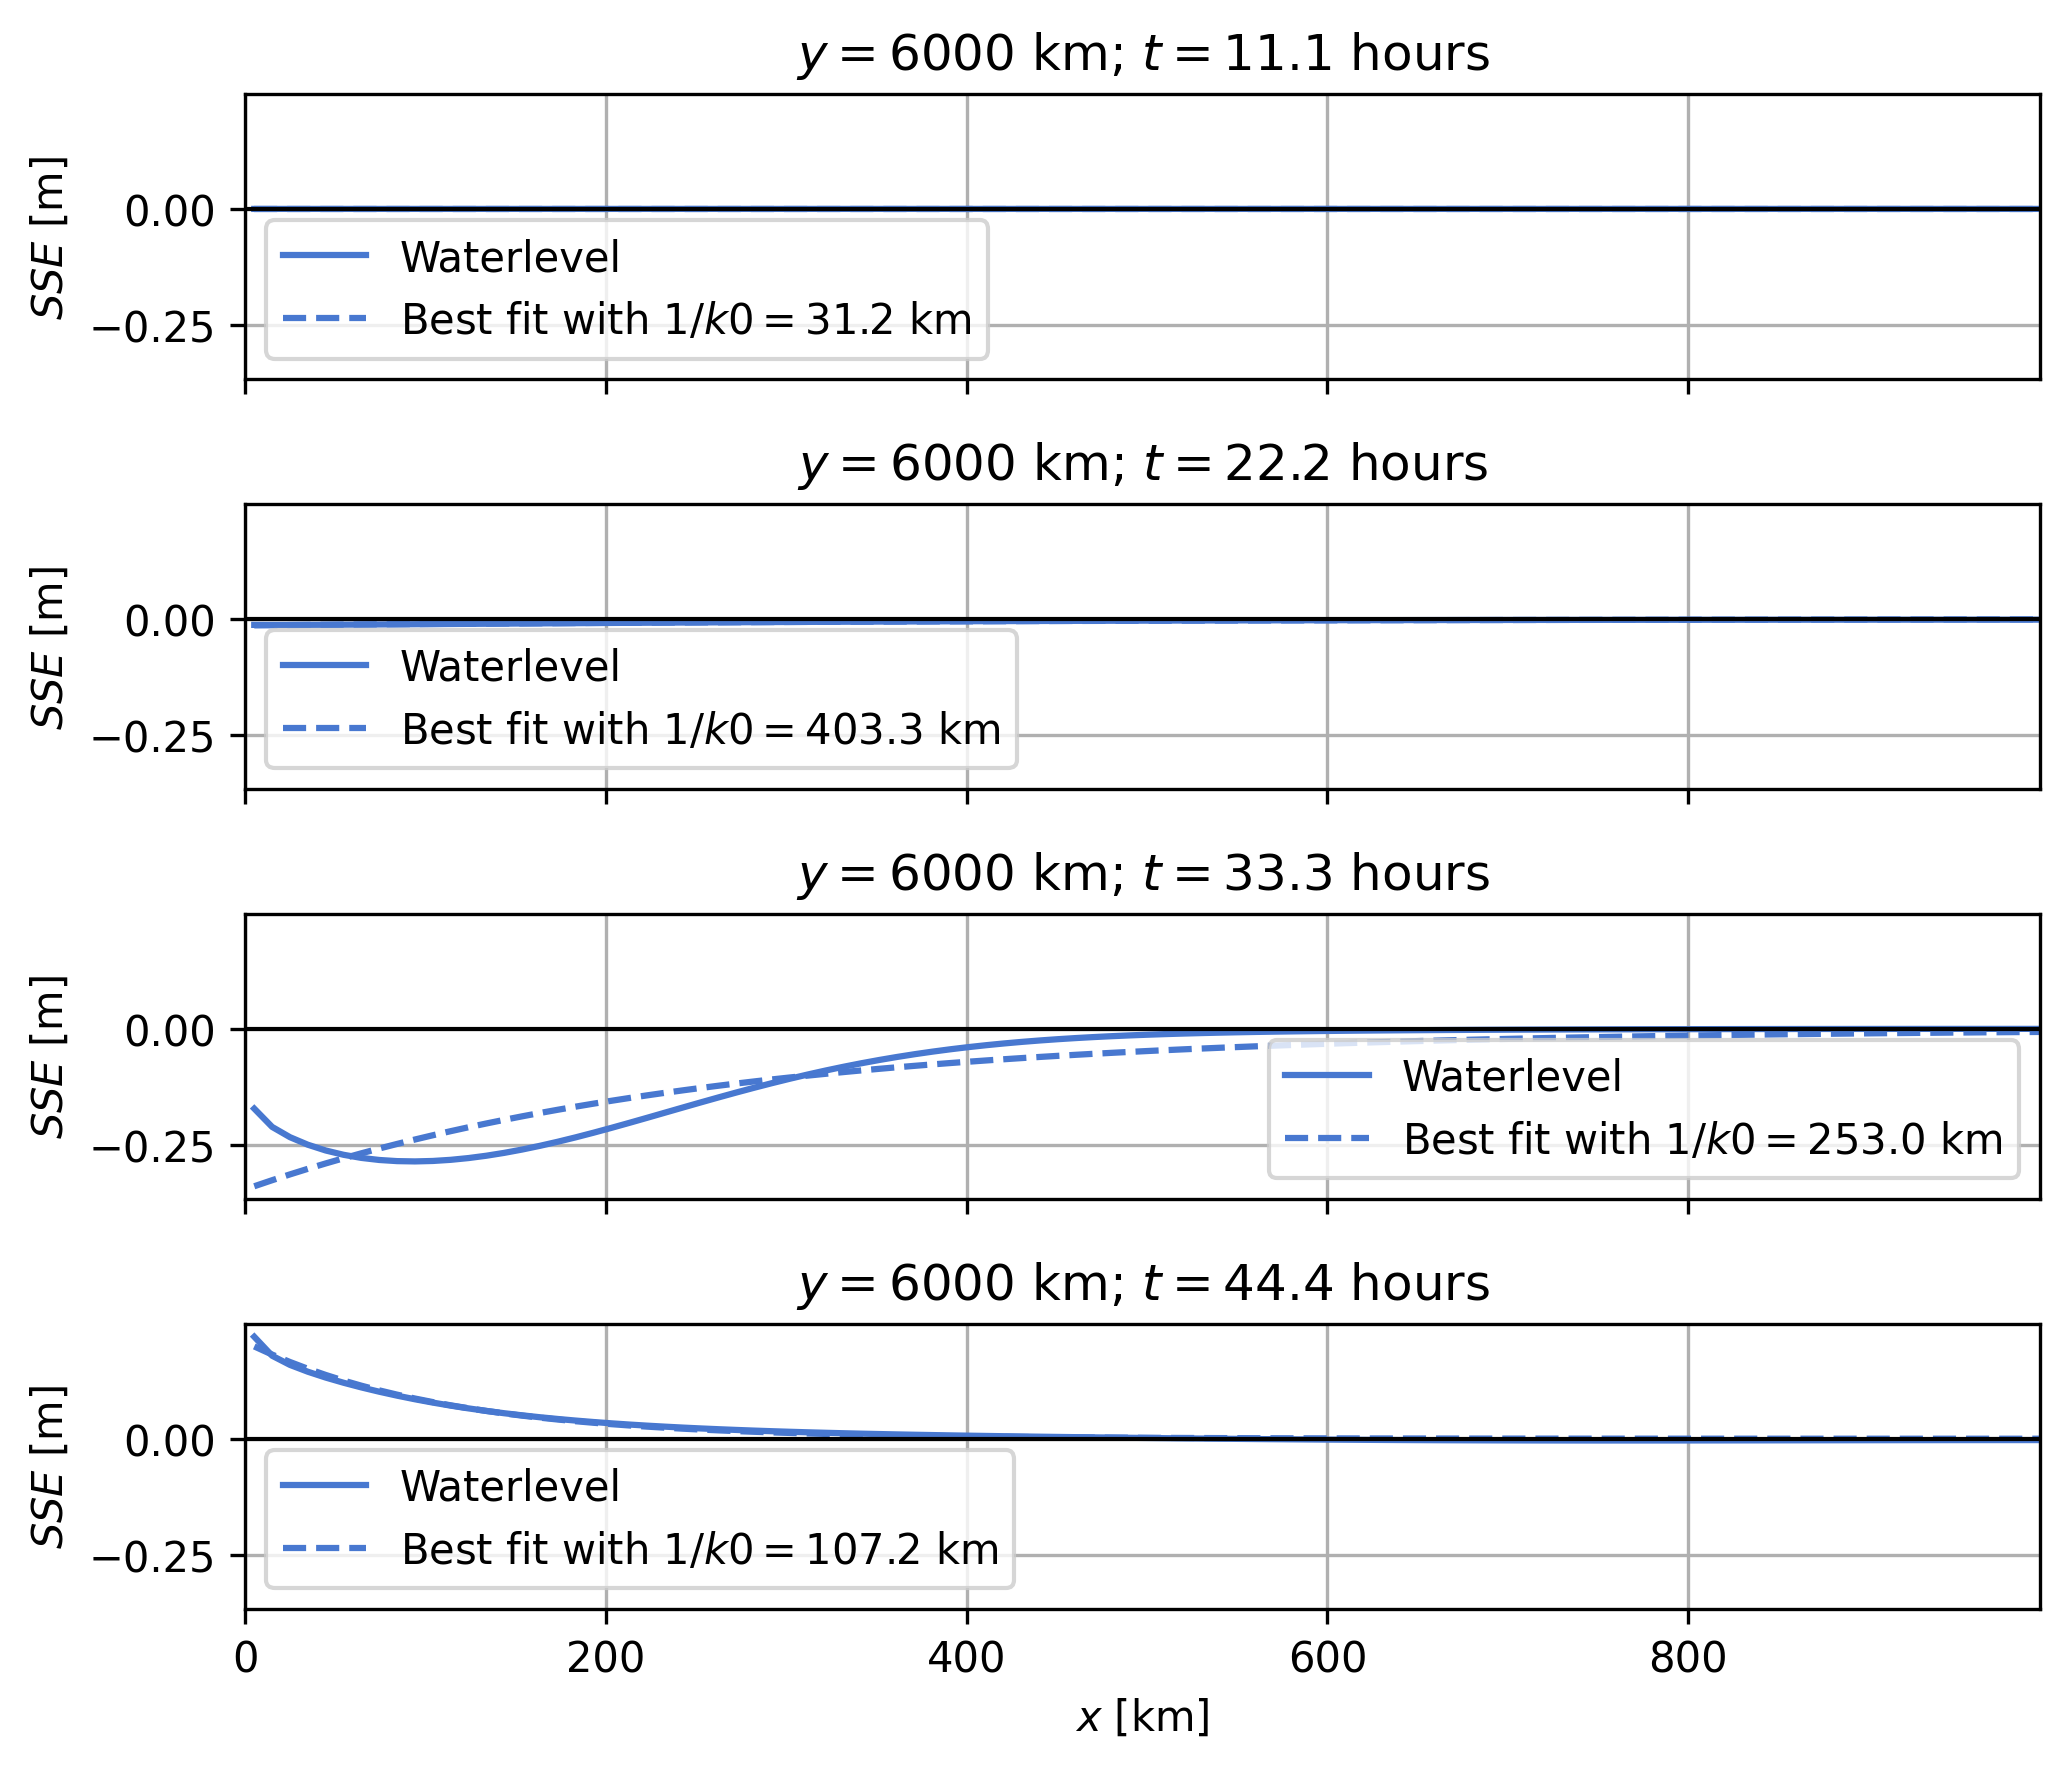 y = 6000 km; t = 11.1 hours
SSE [m]
0.00
−0.25
Waterlevel
Best fit with 1/k0 = 31.2 km
y = 6000 km; t = 22.2 hours
SSE [m]
0.00
−0.25
Waterlevel
Best fit with 1/k0 = 403.3 km
y = 6000 km; t = 33.3 hours
SSE [m]
0.00
−0.25
Waterlevel
Best fit with 1/k0 = 253.0 km
y = 6000 km; t = 44.4 hours
SSE [m]
0.00
−0.25
Waterlevel
Best fit with 1/k0 = 107.2 km
0 200 400 600 800
x [km]